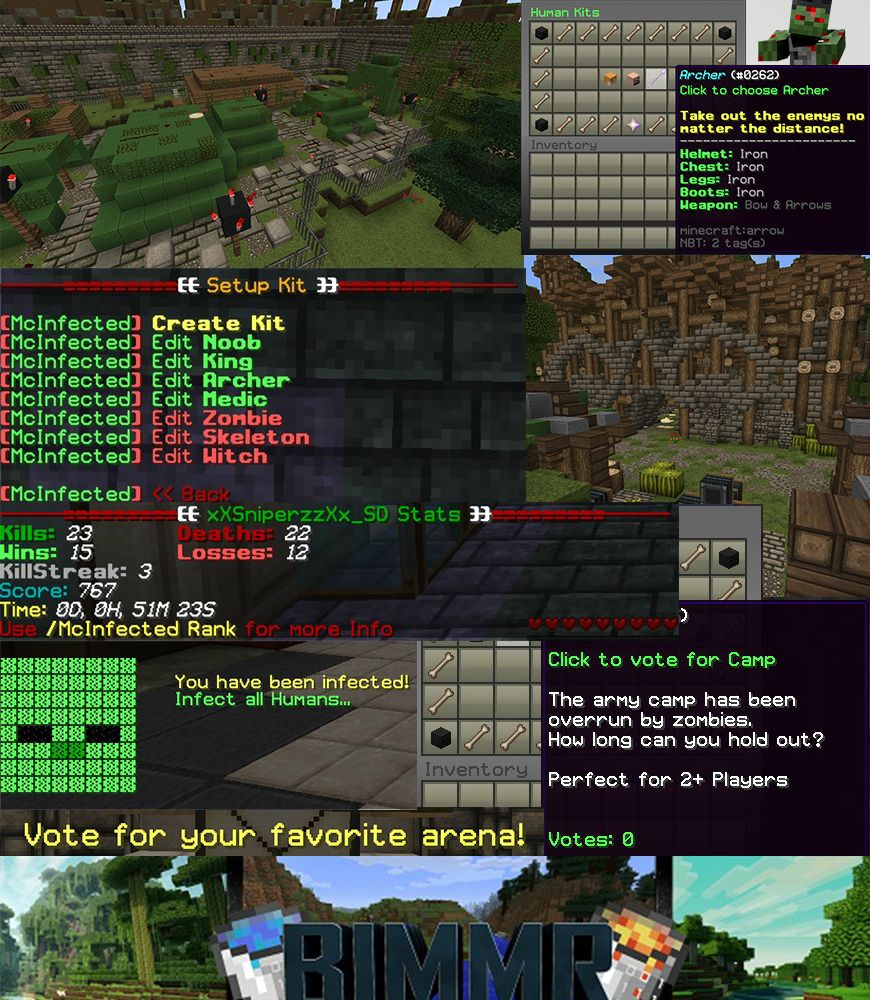 Human Kits
Archer (#0262)
Click to choose Archer
Take out the enemys no
matter the distance!
-------------------------
Helmet: Iron
Chest: Iron
Legs: Iron
Boots: Iron
Weapon: Bow & Arrows
minecraft:arrow
NBT: 2 tag(s)
Inventory
{{ Setup Kit }}
[McInfected] Create Kit
[McInfected] Edit Noob
[McInfected] Edit King
[McInfected] Edit Archer
[McInfected] Edit Medic
[McInfected] Edit Zombie
[McInfected] Edit Skeleton
[McInfected] Edit Witch
[McInfected] << Back
{{ xXSniperzzXx_SD Stats }}
Kills: 23 Deaths: 22
Wins: 15 Losses: 12
KillStreak: 3
Score: 767
Time: 0D, 0H, 51M 23S
Use /McInfected Rank for more Info
You have been infected!
Infect all Humans...
Click to vote for Camp
The army camp has been
overrun by zombies.
How long can you hold out?
Perfect for 2+ Players
Votes: 0
Inventory
Vote for your favorite arena!
BIMMR